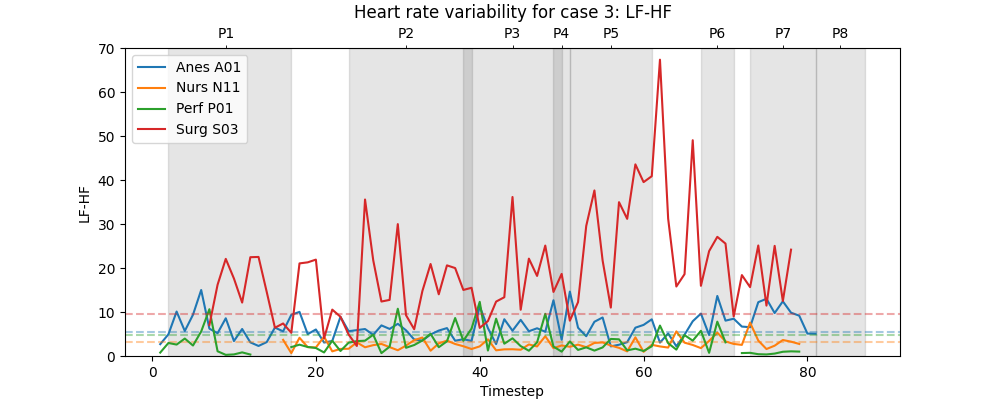 Heart rate variability for case 3: LF-HF
P1 P2 P3 P4 P5 P6 P7 P8
70
60
50
40
30
20
10
0
LF-HF
Anes A01
Nurs N11
Perf P01
Surg S03
0 20 40 60 80
Timestep